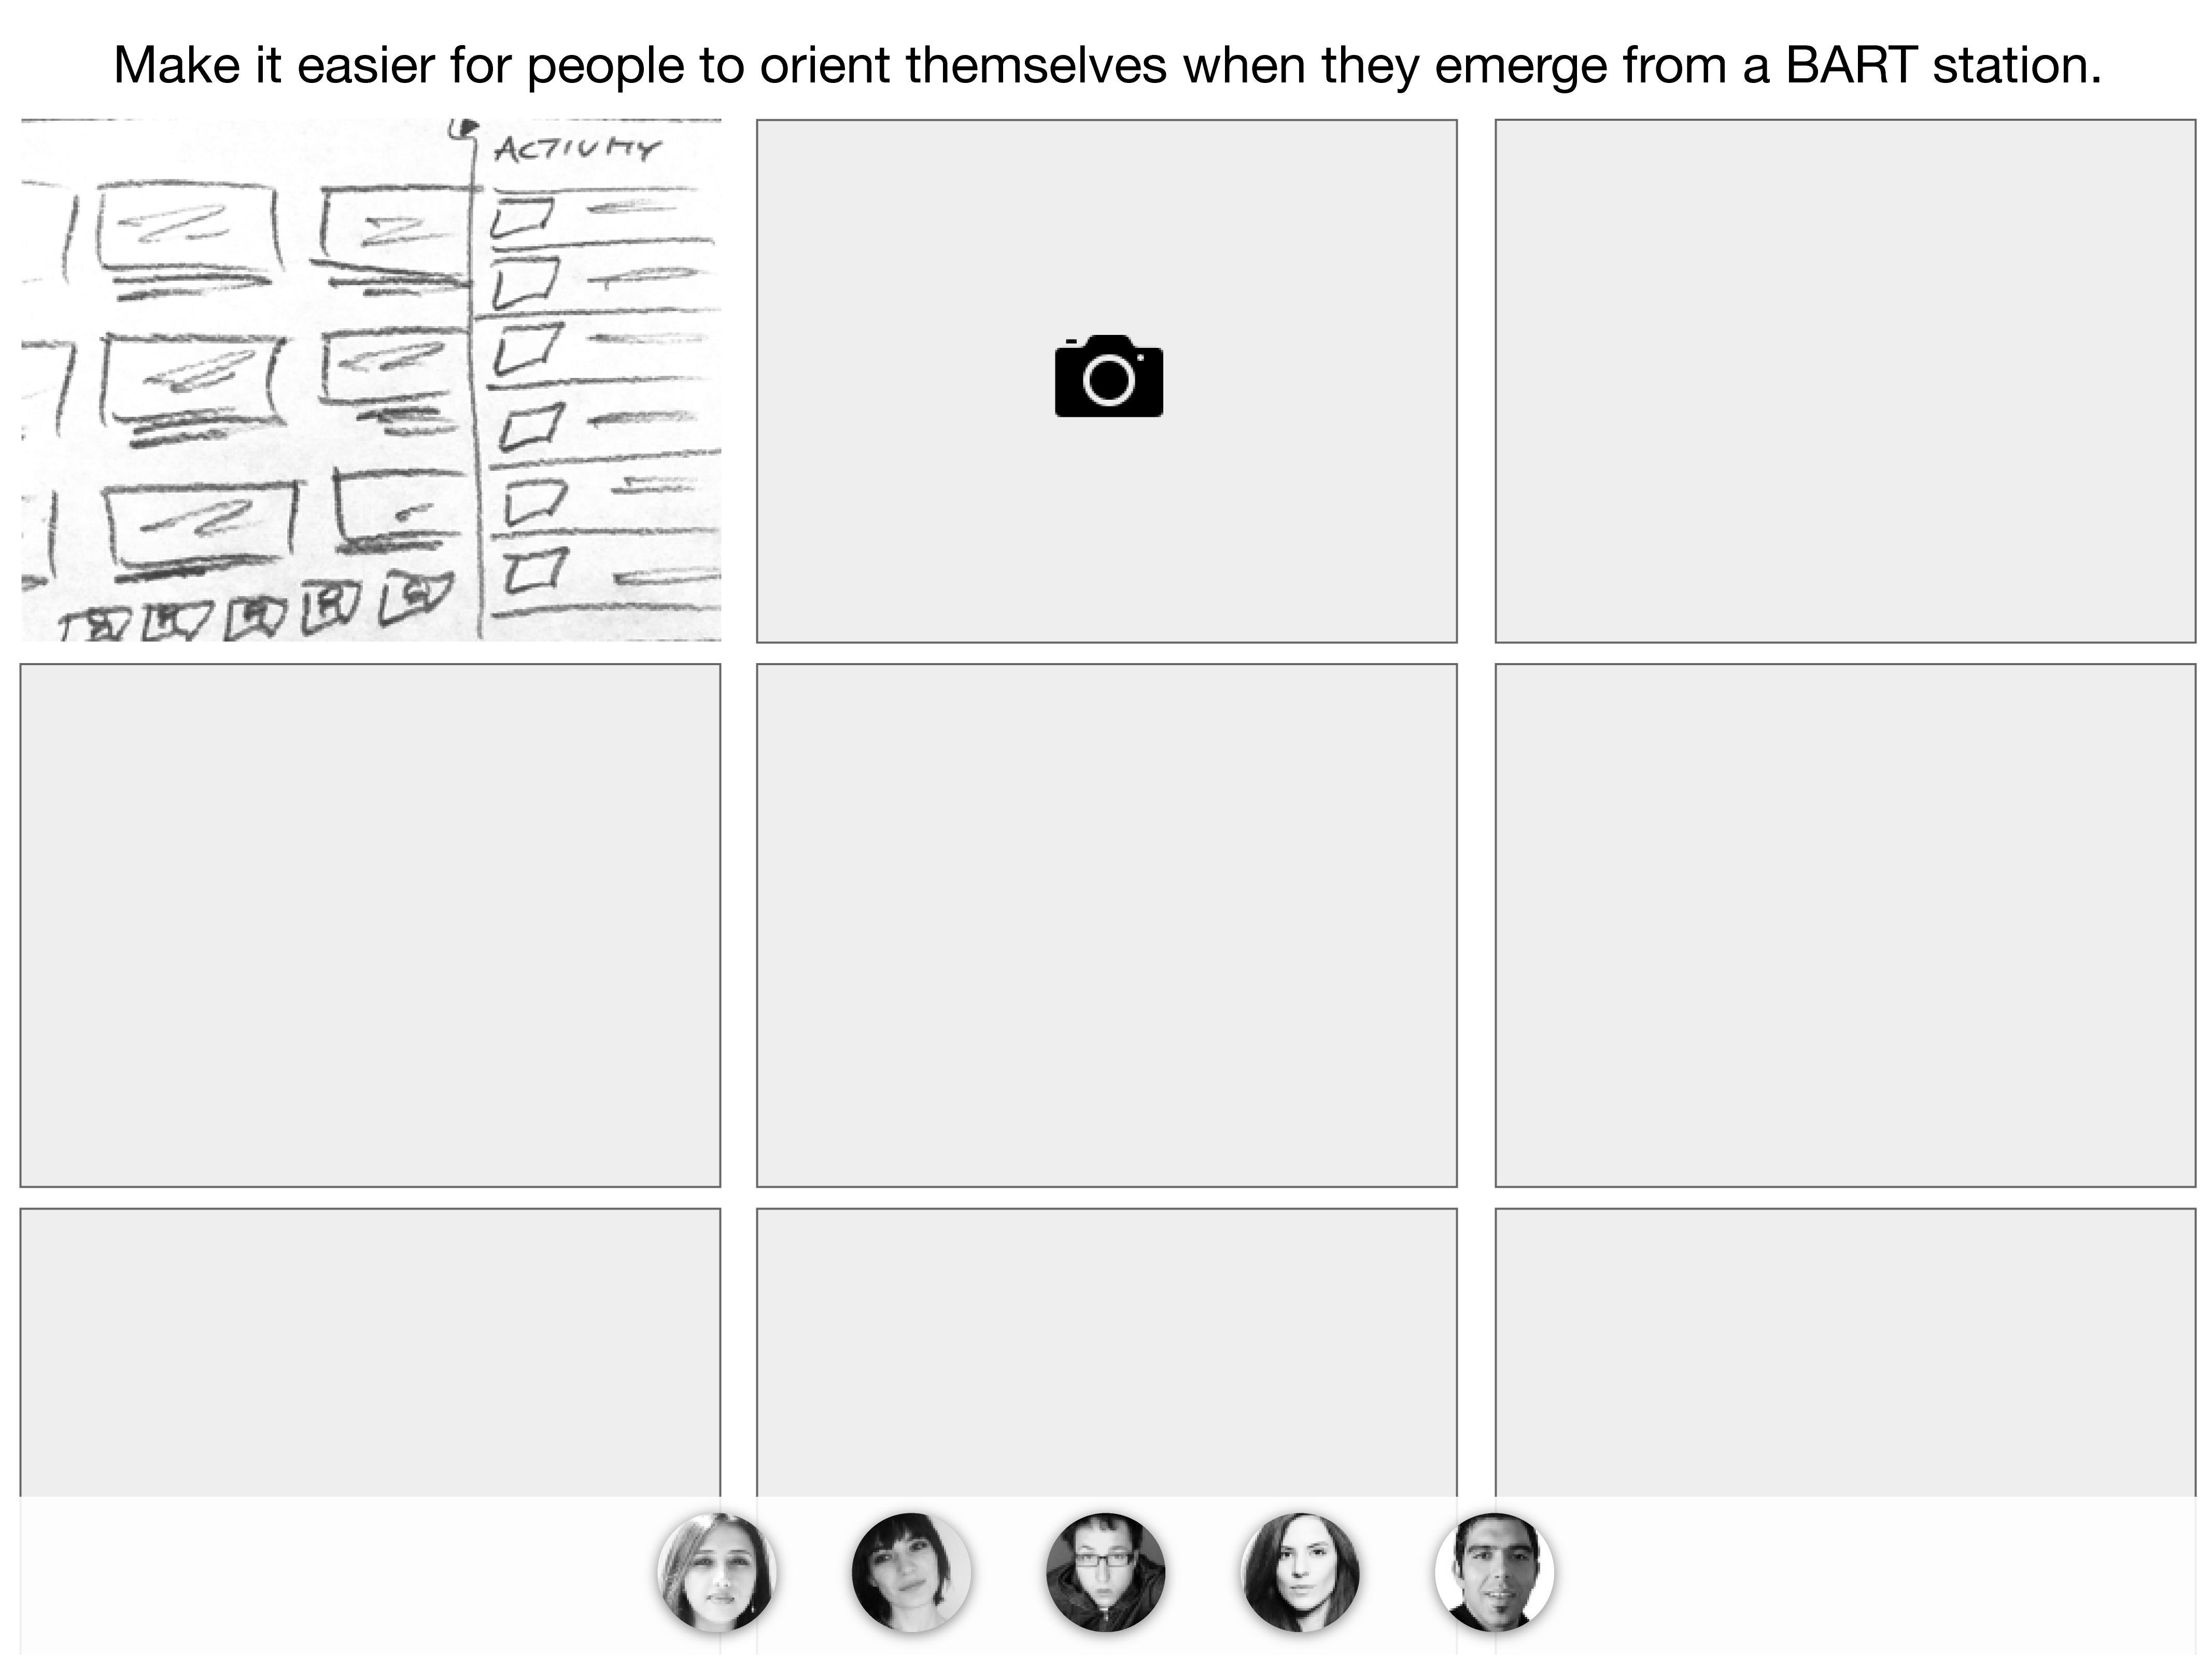 Make it easier for people to orient themselves when they emerge from a BART station.
ACTIVITY